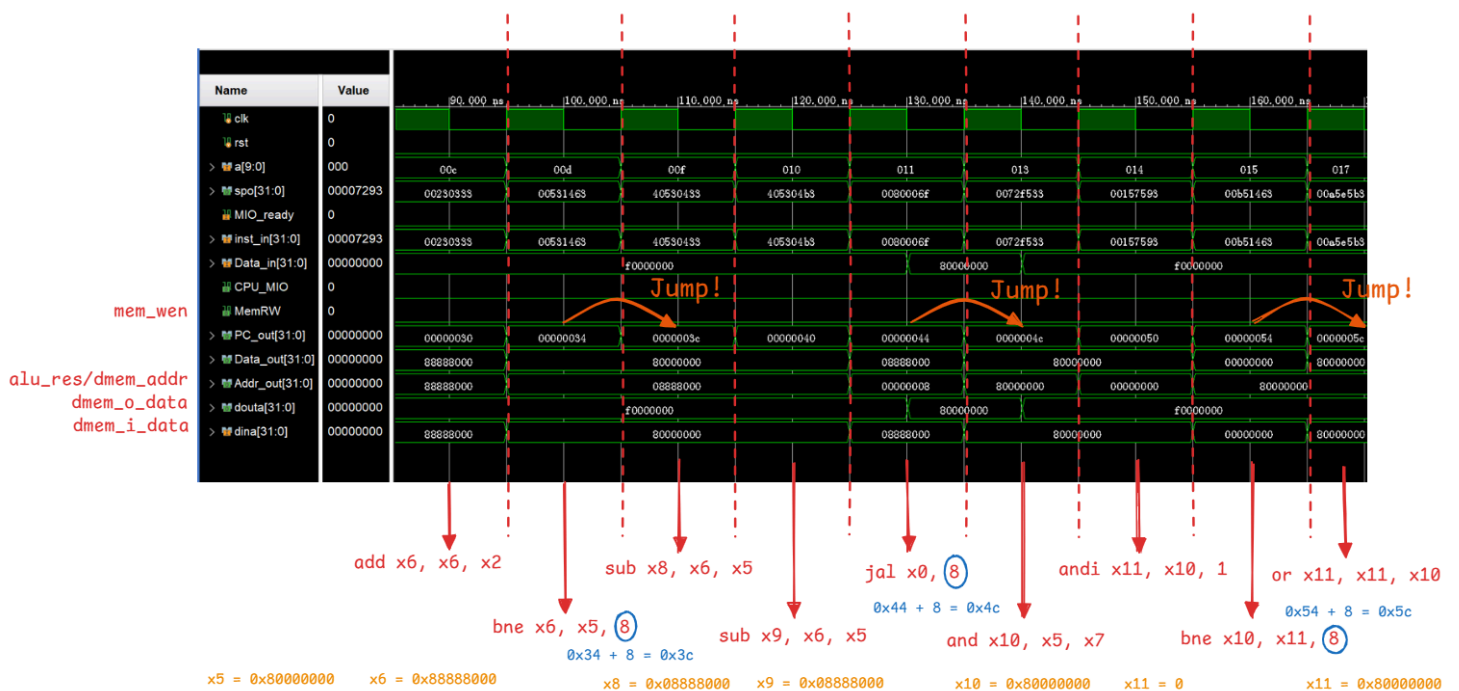 Name Value
90.000 ns 100.000 ns 110.000 ns 120.000 ns 130.000 ns 140.000 ns 150.000 ns 160.000 ns
clk 0
rst 0
a[9:0] 000 00c 00d 00f 010 011 013 014 015 017
spo[31:0] 00007293 00230333 00531463 40530433 405304b3 0080006f 0072f533 00157593 00b51463 00a5e5b3
MIO_ready 0
inst_in[31:0] 00007293 00230333 00531463 40530433 405304b3 0080006f 0072f533 00157593 00b51463 00a5e5b3
Data_in[31:0] 00000000 f0000000 80000000 f0000000
CPU_MIO 0
Jump! Jump! Jump!
mem_wen MemRW 0
PC_out[31:0] 00000000 00000030 00000034 0000003c 00000040 00000044 0000004c 00000050 00000054 0000005c
Data_out[31:0] 00000000 88888000 80000000 08888000 80000000 00000000 80000000
alu_res/dmem_addr Addr_out[31:0] 00000000 88888000 08888000 00000008 80000000 00000000 80000000
dmem_o_data douta[31:0] 00000000 f0000000 80000000 f0000000
dmem_i_data dina[31:0] 00000000 88888000 80000000 08888000 80000000 00000000 80000000
add x6, x6, x2 sub x8, x6, x5 jal x0, 8 andi x11, x10, 1 or x11, x11, x10
0x44 + 8 = 0x4c 0x54 + 8 = 0x5c
bne x6, x5, 8 sub x9, x6, x5 and x10, x5, x7 bne x10, x11, 8
0x34 + 8 = 0x3c
x5 = 0x80000000 x6 = 0x88888000 x8 = 0x08888000 x9 = 0x08888000 x10 = 0x80000000 x11 = 0 x11 = 0x80000000